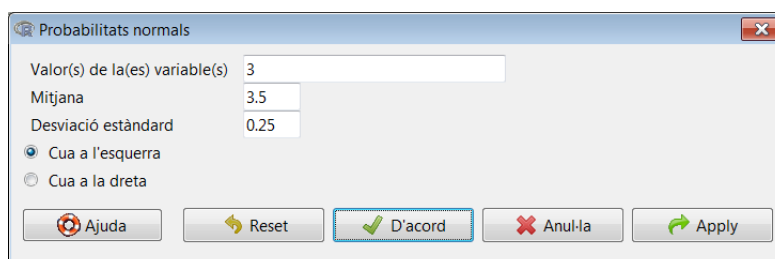 Probabilitats normals
Valor(s) de la(es) variable(s) 3
Mitjana 3.5
Desviació estàndard 0.25
Cua a l'esquerra
Cua a la dreta
Ajuda Reset D'acord Anul·la Apply